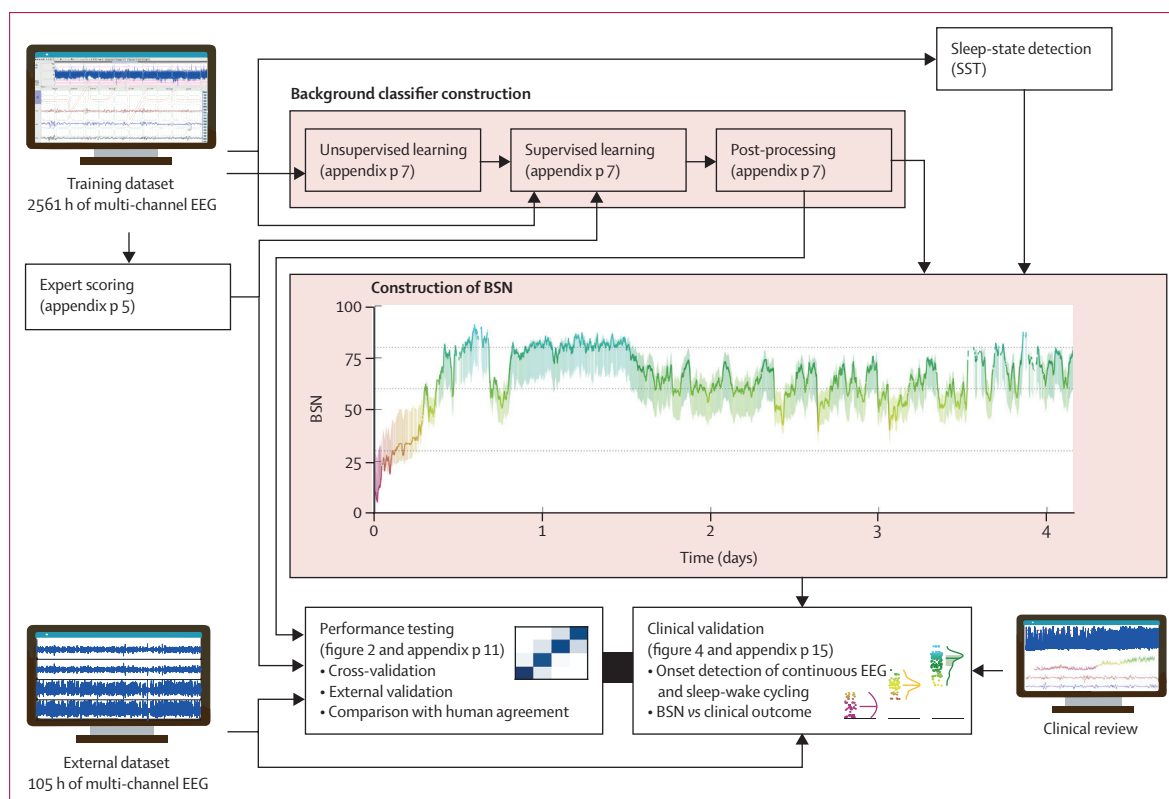 Sleep-state detection
(SST)
Background classifier construction
Unsupervised learning
(appendix p 7)
Supervised learning
(appendix p 7)
Post-processing
(appendix p 7)
Training dataset
2561 h of multi-channel EEG
Expert scoring
(appendix p 5)
Construction of BSN
100
75
50
25
0
BSN
0
1
2
3
4
Time (days)
Performance testing
(figure 2 and appendix p 11)
• Cross-validation
• External validation
• Comparison with human agreement
Clinical validation
(figure 4 and appendix p 15)
• Onset detection of continuous EEG
and sleep-wake cycling
• BSN vs clinical outcome
Clinical review
External dataset
105 h of multi-channel EEG